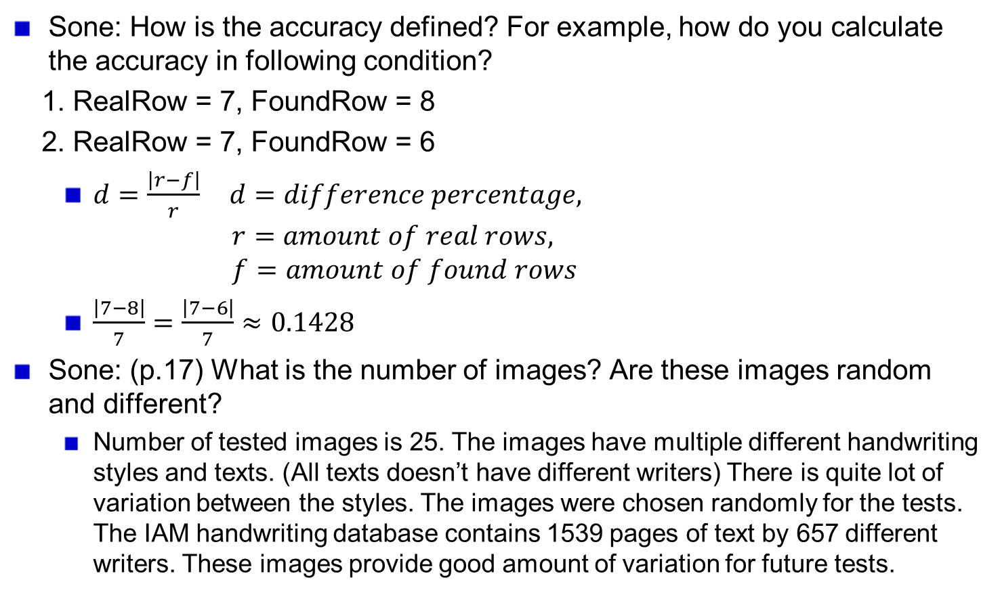 ■ Sone: How is the accuracy defined? For example, how do you calculate
the accuracy in following condition?
1. RealRow = 7, FoundRow = 8
2. RealRow = 7, FoundRow = 6
■ d = |r−f|/r d = difference percentage,
r = amount of real rows,
f = amount of found rows
■ |7−8|/7 = |7−6|/7 ≈ 0.1428
■ Sone: (p.17) What is the number of images? Are these images random
and different?
■ Number of tested images is 25. The images have multiple different handwriting
styles and texts. (All texts doesn’t have different writers) There is quite lot of
variation between the styles. The images were chosen randomly for the tests.
The IAM handwriting database contains 1539 pages of text by 657 different
writers. These images provide good amount of variation for future tests.